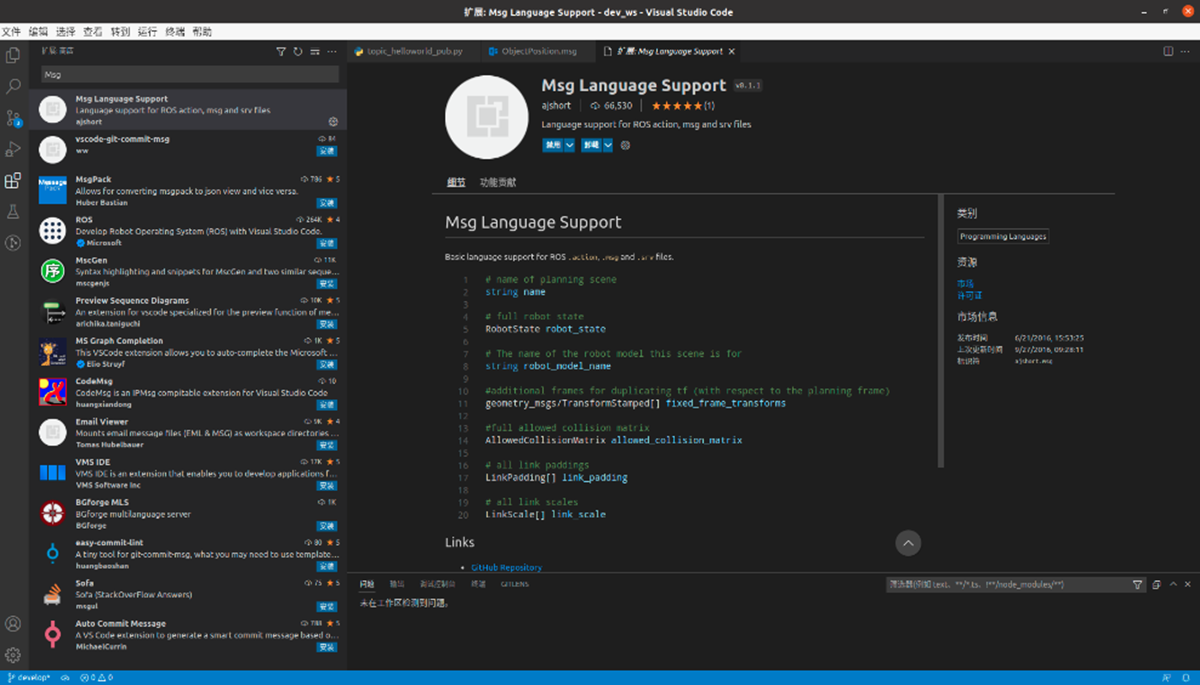 扩展: Msg Language Support - dev_ws - Visual Studio Code
文件 编辑 选择 查看 转到 运行 终端 帮助
Msg
Msg Language Support
Language support for ROS action, msg and srv files
ajshort
vscode-git-commit-msg
84
ww
安装
MsgPack
786 ★ 5
Allows for converting msgpack to json view and vice versa.
Huber Bastian
安装
ROS
264K ★ 4
Develop Robot Operating System (ROS) with Visual Studio Code.
Microsoft
安装
MscGen
11K
Syntax highlighting and snippets for MscGen and two similar seque...
mscgenjs
安装
Preview Sequence Diagrams
10K ★ 5
An extension for vscode specialized for the preview function of me...
arichika.taniguchi
安装
MS Graph Completion
1K ★ 5
This VSCode extension allows you to auto-complete the Microsoft ...
Elio Struyf
安装
CodeMsg
10
CodeMsg is an IPMsg compitable extension for Visual Studio Code
huangxiandong
安装
Email Viewer
1K ★ 4
Mounts email message files (EML & MSG) as workspace directories ...
Tomas Hubelbauer
安装
VMS IDE
17K ★ 5
VMS IDE is an extension that enables you to develop applications f...
VMS Software Inc
安装
BGforge MLS
1K
BGforge multilanguage server
BGforge
安装
easy-commit-lint
80 ★ 5
A tiny tool for git-commit-msg, what you may need to use template...
huangbaoshan
安装
Sofa
75 ★ 5
Sofa (StackOverFlow Answers)
msgul
安装
Auto Commit Message
★ 5
A VS Code extension to generate a smart commit message based o...
MichaelCurrin
安装
topic_helloworld_pub.py
ObjectPosition.msg
扩展: Msg Language Support
Msg Language Support v0.1.1
ajshort 66,530 ★★★★★(1)
Language support for ROS action, msg and srv files
禁用 卸载
细节 功能贡献
Msg Language Support
Basic language support for ROS .action, .msg and .srv files.
1 # name of planning scene
2 string name
3
4 # full robot state
5 RobotState robot_state
6
7 # The name of the robot model this scene is for
8 string robot_model_name
9
10 #additional frames for duplicating tf (with respect to the planning frame)
11 geometry_msgs/TransformStamped[] fixed_frame_transforms
12
13 #full allowed collision matrix
14 AllowedCollisionMatrix allowed_collision_matrix
15
16 # all link paddings
17 LinkPadding[] link_padding
18
19 # all link scales
20 LinkScale[] link_scale
Links
GitHub Repository
类别
Programming Languages
资源
市场
许可证
市场信息
发布时间 6/21/2016, 15:53:25
上次更新时间 9/27/2016, 09:28:11
标识符 ajshort.msg
问题 输出 调试控制台 终端 GITLENS
筛选器(例如 text、**/*.ts、!**/node_modules/**)
未在工作区检测到问题。
develop* 0 0